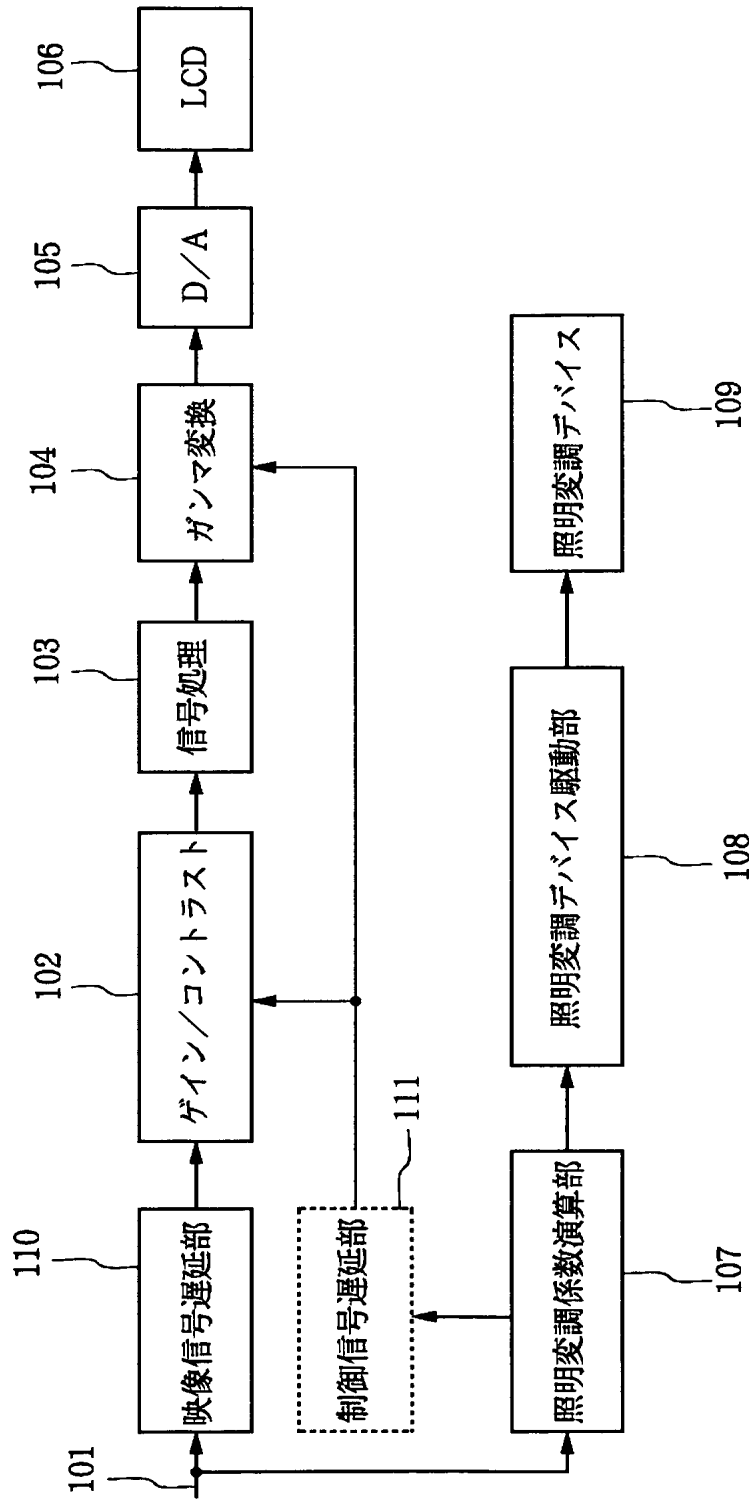 101
110
映像信号遅延部
102
ゲイン／コントラスト
103
信号処理
104
ガンマ変換
105
D/A
106
LCD
制御信号遅延部
111
照明変調係数演算部
107
照明変調デバイス駆動部
108
照明変調デバイス
109